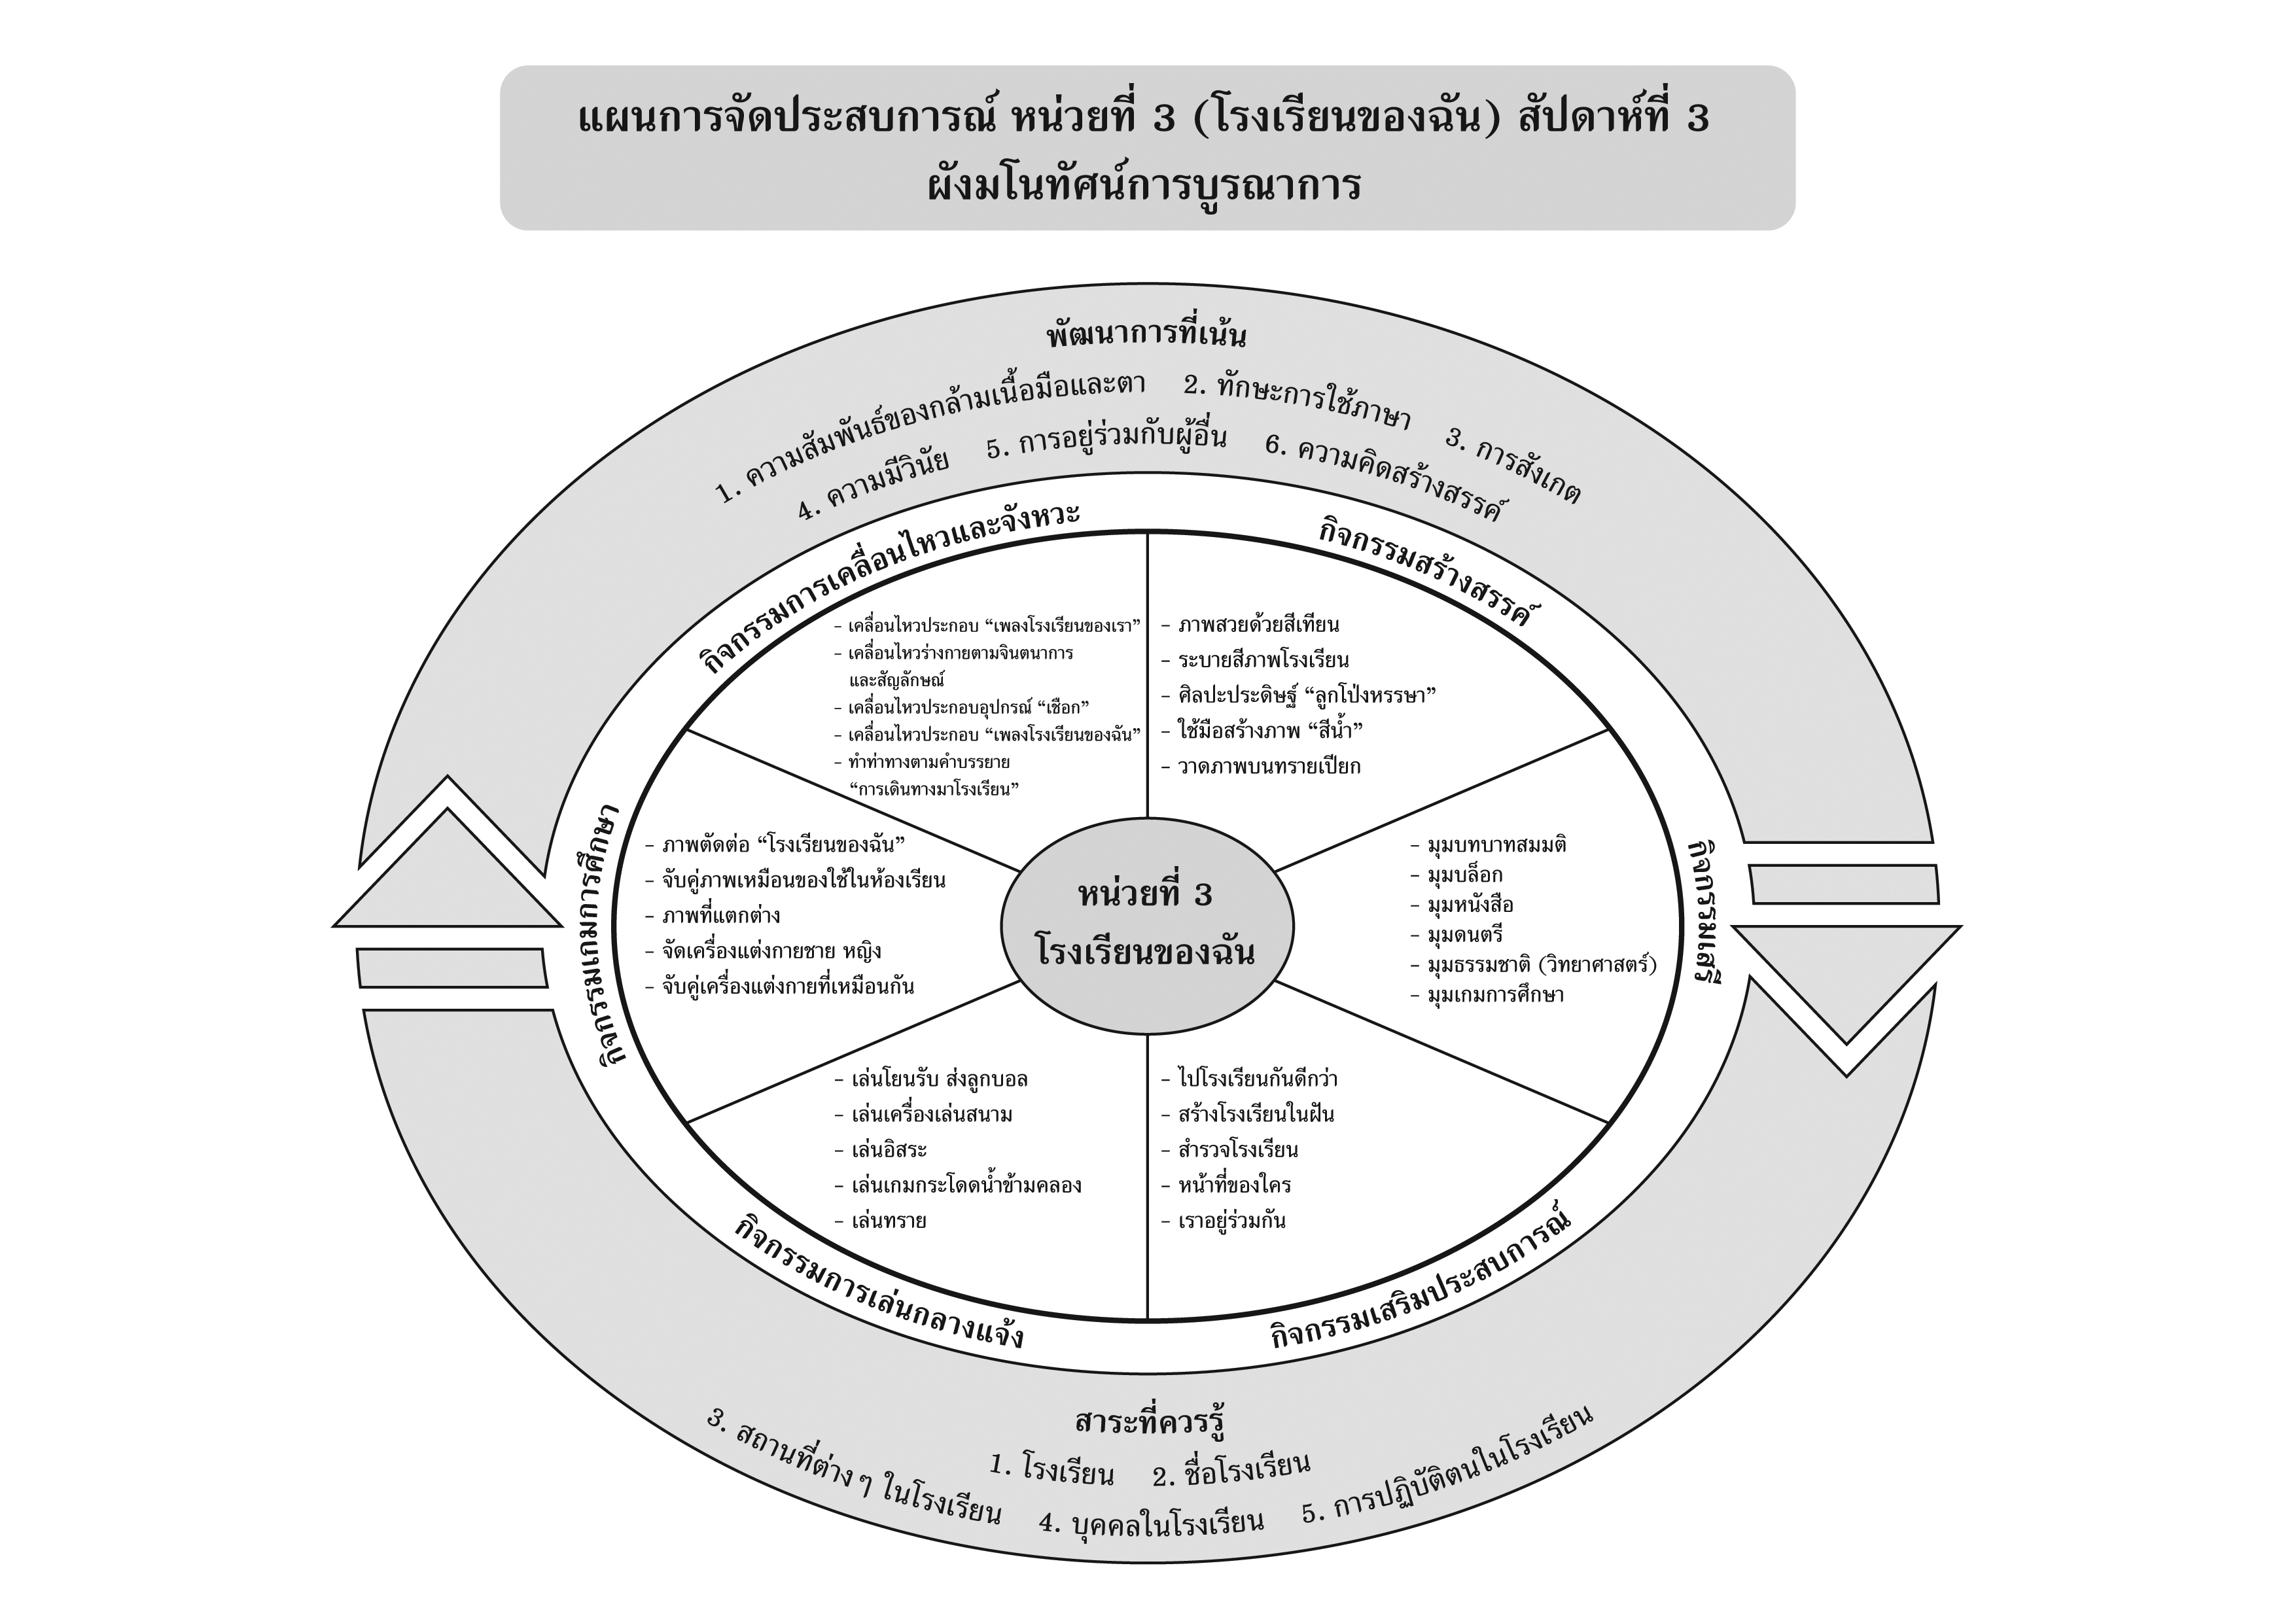 แผนการจัดประสบการณ์ หน่วยที่ 3 (โรงเรียนของฉัน) สัปดาห์ที่ 3
ผังมโนทัศน์การบูรณาการ
พัฒนาการที่เน้น
1. ความสัมพันธ์ของกล้ามเนื้อมือและตา 2. ทักษะการใช้ภาษา 3. การสังเกต
4. ความมีวินัย 5. การอยู่ร่วมกับผู้อื่น 6. ความคิดสร้างสรรค์
กิจกรรมการเคลื่อนไหวและจังหวะ
- เคลื่อนไหวประกอบ “เพลงโรงเรียนของเรา”
- เคลื่อนไหวร่างกายตามจินตนาการ
และสัญลักษณ์
- เคลื่อนไหวประกอบอุปกรณ์ “เชือก”
- เคลื่อนไหวประกอบ “เพลงโรงเรียนของฉัน”
- ทำท่าทางตามคำบรรยาย
“การเดินทางมาโรงเรียน”
กิจกรรมสร้างสรรค์
- ภาพสวยด้วยสีเทียน
- ระบายสีภาพโรงเรียน
- ศิลปะประดิษฐ์ “ลูกโป่งหรรษา”
- ใช้มือสร้างภาพ “สีน้ำ”
- วาดภาพบนทรายเปียก
กิจกรรมเกมการศึกษา
- ภาพตัดต่อ “โรงเรียนของฉัน”
- จับคู่ภาพเหมือนของใช้ในห้องเรียน
- ภาพที่แตกต่าง
- จัดเครื่องแต่งกายชาย หญิง
- จับคู่เครื่องแต่งกายที่เหมือนกัน
หน่วยที่ 3
โรงเรียนของฉัน
กิจกรรมเสรี
- มุมบทบาทสมมติ
- มุมบล็อก
- มุมหนังสือ
- มุมดนตรี
- มุมธรรมชาติ (วิทยาศาสตร์)
- มุมเกมการศึกษา
- เล่นโยนรับ ส่งลูกบอล
- เล่นเครื่องเล่นสนาม
- เล่นอิสระ
- เล่นเกมกระโดดน้ำข้ามคลอง
- เล่นทราย
กิจกรรมการเล่นกลางแจ้ง
- ไปโรงเรียนกันดีกว่า
- สร้างโรงเรียนในฝัน
- สำรวจโรงเรียน
- หน้าที่ของใคร
- เราอยู่ร่วมกัน
กิจกรรมเสริมประสบการณ์
สาระที่ควรรู้
1. โรงเรียน 2. ชื่อโรงเรียน
3. สถานที่ต่าง ๆ ในโรงเรียน 4. บุคคลในโรงเรียน 5. การปฏิบัติตนในโรงเรียน